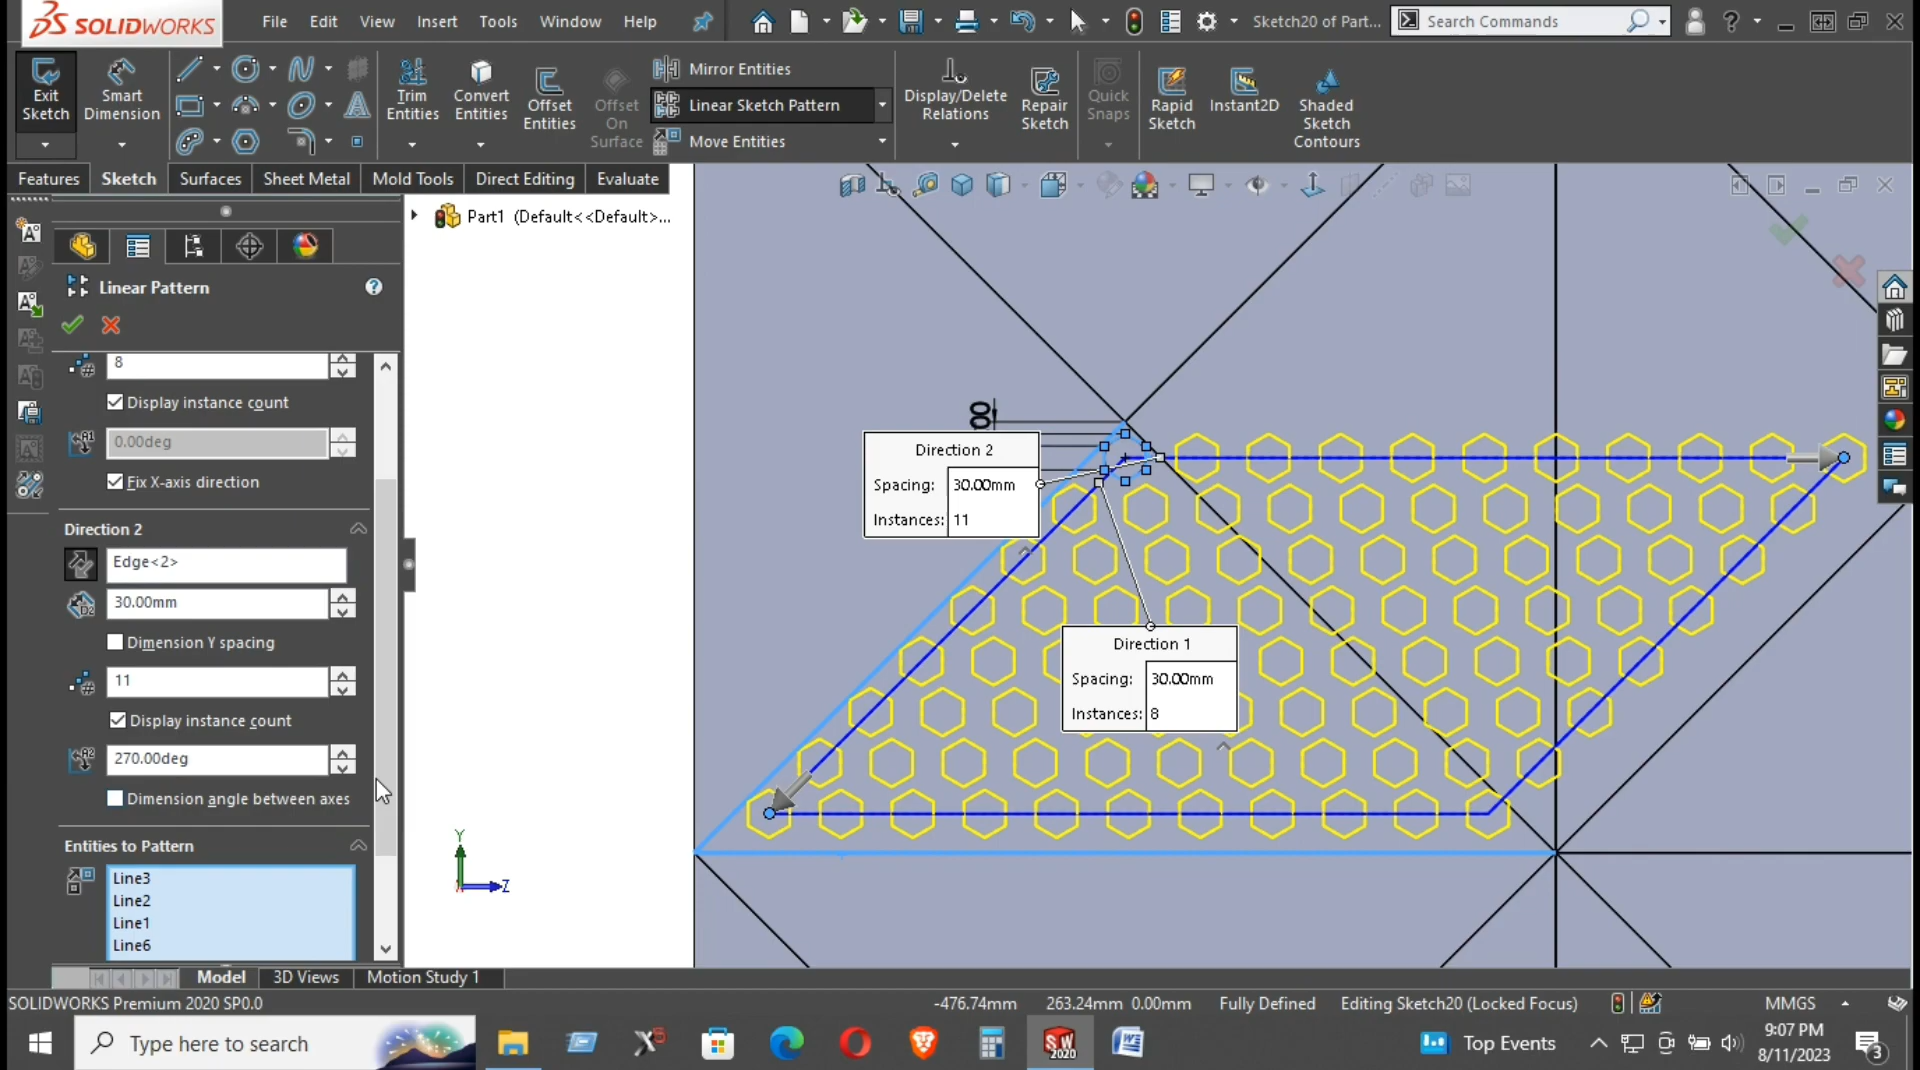 SOLIDWORKS
File
Edit
View
Insert
Tools
Window
Help
Sketch20 of Part...
Search Commands
?
Exit Sketch
Smart Dimension
Trim Entities
Convert Entities
Offset Entities
Offset On Surface
Mirror Entities
Linear Sketch Pattern
Move Entities
Display/Delete Relations
Repair Sketch
Quick Snaps
Rapid Sketch
Instant2D
Shaded Sketch Contours
Features
Sketch
Surfaces
Sheet Metal
Mold Tools
Direct Editing
Evaluate
Part1 (Default<<Default>...
Linear Pattern
8
Display instance count
0.00deg
Fix X-axis direction
Direction 2
Edge<2>
30.00mm
Dimension Y spacing
11
Display instance count
270.00deg
Dimension angle between axes
Entities to Pattern
Line3
Line2
Line1
Line6
Direction 2
Spacing: 30.00mm
Instances: 11
Direction 1
Spacing: 30.00mm
Instances: 8
Y
Z
Model
3D Views
Motion Study 1
SOLIDWORKS Premium 2020 SP0.0
-476.74mm
263.24mm 0.00mm
Fully Defined
Editing Sketch20 (Locked Focus)
MMGS
Type here to search
SW 2020
Top Events
9:07 PM
8/11/2023
3